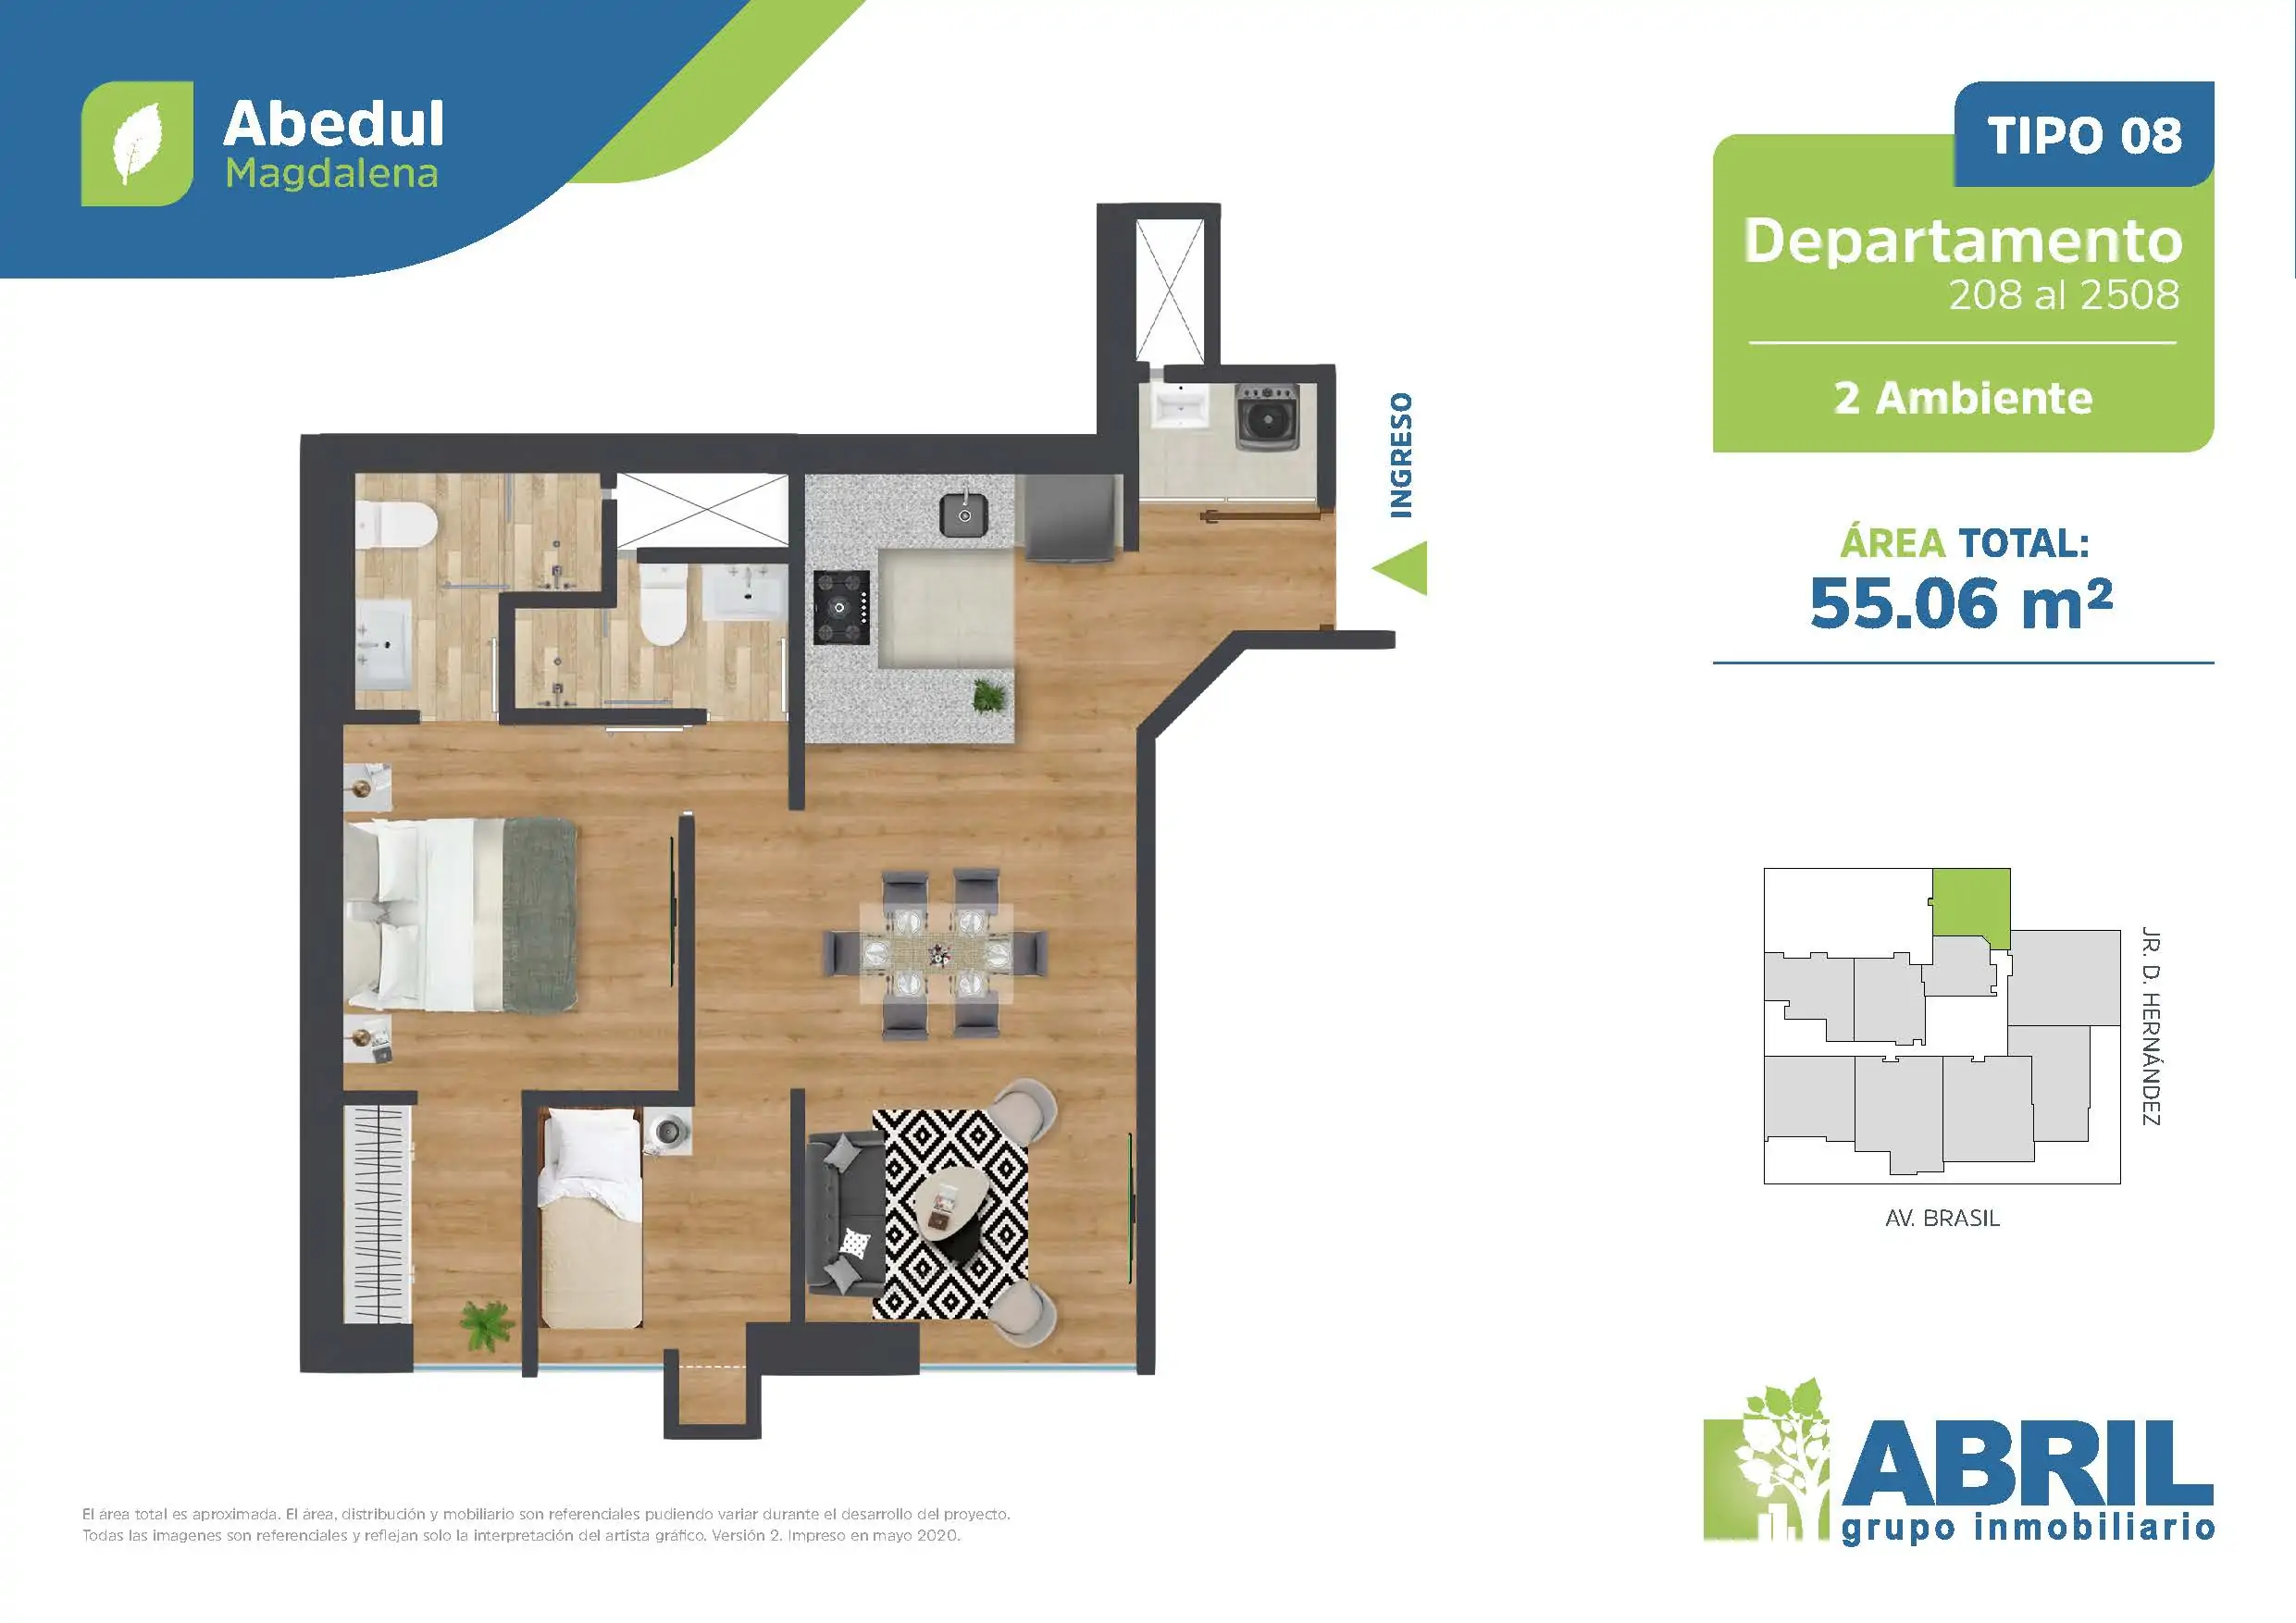 Abedul
Magdalena
TIPO 08
Departamento
208 al 2508
2 Ambiente
ÁREA TOTAL:
55.06 m²
INGRESO
JR. D. HERNÁNDEZ
AV. BRASIL
ABRIL
grupo inmobiliario
El área total es aproximada. El área, distribución y mobiliario son referenciales pudiendo variar durante el desarrollo del proyecto.
Todas las imagenes son referenciales y reflejan solo la interpretación del artista gráfico. Versión 2. Impreso en mayo 2020.